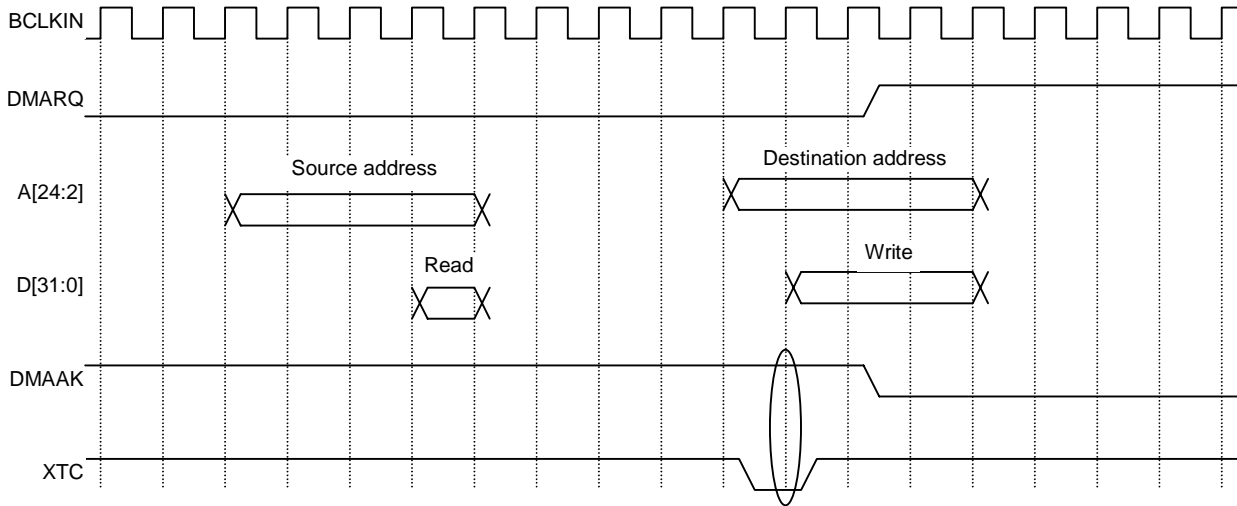 BCLKIN
DMARQ
Source address
Destination address
A[24:2]
Read
Write
D[31:0]
DMAAK
XTC